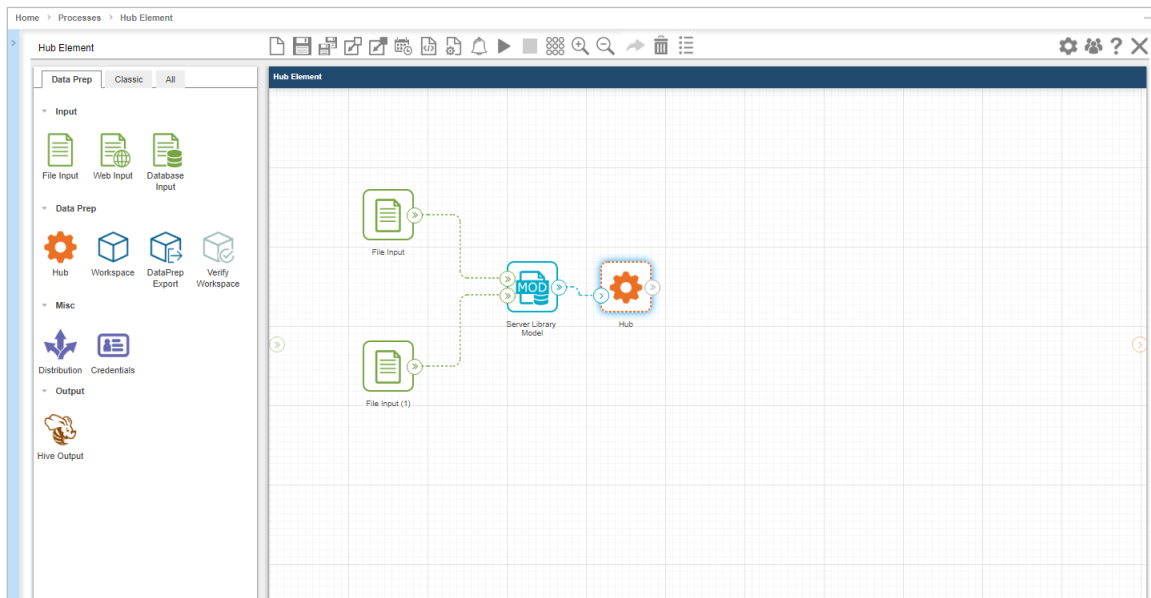 Home > Processes > Hub Element
Hub Element
Data Prep Classic All
Input
File Input Web Input Database
Input
Data Prep
Hub Workspace DataPrep Verify
Export Workspace
Misc
Distribution Credentials
Output
Hive Output
Hub Element
File Input
MOD
Server Library Hub
Model
File Input (1)